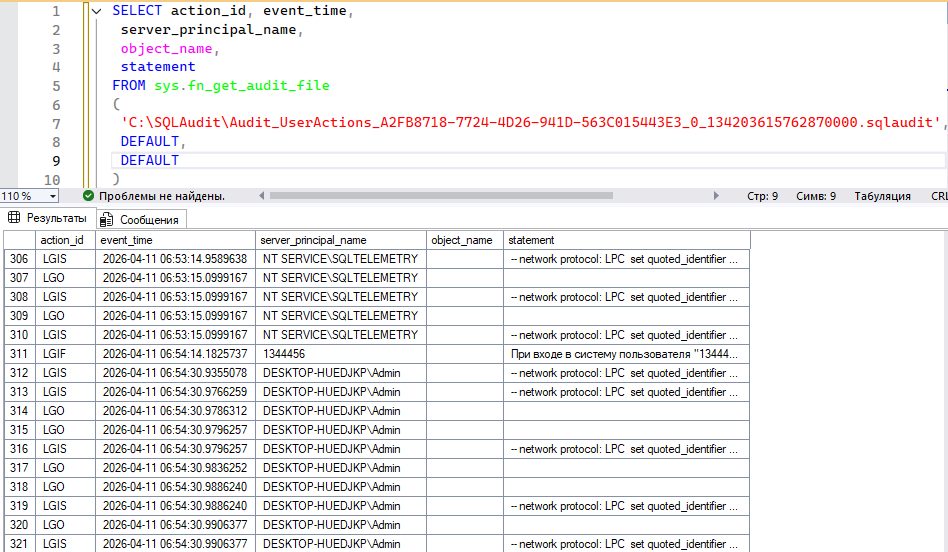 1 SELECT action_id, event_time,
2 server_principal_name,
3 object_name,
4 statement
5 FROM sys.fn_get_audit_file
6 (
7 'C:\SQLAudit\Audit_UserActions_A2FB8718-7724-4D26-941D-563C015443E3_0_134203615762870000.sqlaudit',
8 DEFAULT,
9 DEFAULT
10 )
110 % Проблемы не найдены. Стр: 9 Симв: 9 Табуляция CRL
Результаты Сообщения
action_id event_time server_principal_name object_name statement
306 LGIS 2026-04-11 06:53:14.9589638 NT SERVICE\SQLTELEMETRY -- network protocol: LPC set quoted_identifier ...
307 LGO 2026-04-11 06:53:15.0999167 NT SERVICE\SQLTELEMETRY
308 LGIS 2026-04-11 06:53:15.0999167 NT SERVICE\SQLTELEMETRY -- network protocol: LPC set quoted_identifier ...
309 LGO 2026-04-11 06:53:15.0999167 NT SERVICE\SQLTELEMETRY
310 LGIS 2026-04-11 06:53:15.0999167 NT SERVICE\SQLTELEMETRY -- network protocol: LPC set quoted_identifier ...
311 LGIF 2026-04-11 06:54:14.1825737 1344456 При входе в систему пользователя "13444...
312 LGIS 2026-04-11 06:54:30.9355078 DESKTOP-HUEDJKP\Admin -- network protocol: LPC set quoted_identifier ...
313 LGIS 2026-04-11 06:54:30.9766259 DESKTOP-HUEDJKP\Admin -- network protocol: LPC set quoted_identifier ...
314 LGO 2026-04-11 06:54:30.9786312 DESKTOP-HUEDJKP\Admin
315 LGO 2026-04-11 06:54:30.9796257 DESKTOP-HUEDJKP\Admin
316 LGIS 2026-04-11 06:54:30.9796257 DESKTOP-HUEDJKP\Admin -- network protocol: LPC set quoted_identifier ...
317 LGO 2026-04-11 06:54:30.9836252 DESKTOP-HUEDJKP\Admin
318 LGO 2026-04-11 06:54:30.9886240 DESKTOP-HUEDJKP\Admin
319 LGIS 2026-04-11 06:54:30.9886240 DESKTOP-HUEDJKP\Admin -- network protocol: LPC set quoted_identifier ...
320 LGO 2026-04-11 06:54:30.9906377 DESKTOP-HUEDJKP\Admin
321 LGIS 2026-04-11 06:54:30.9906377 DESKTOP-HUEDJKP\Admin -- network protocol: LPC set quoted_identifier ...